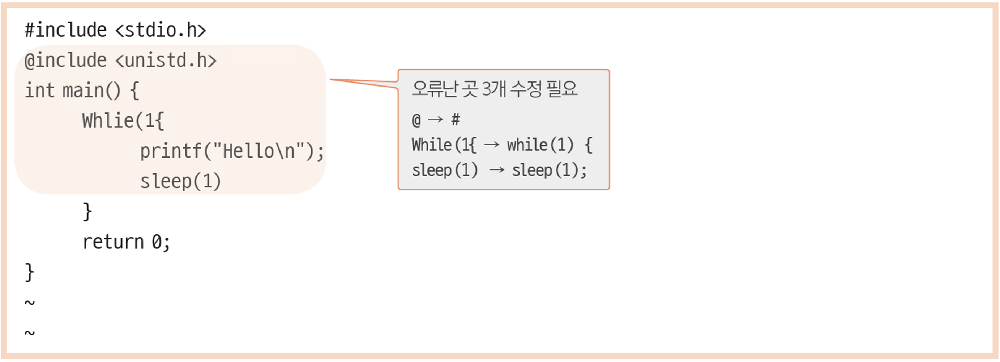 #include <stdio.h>
@include <unistd.h>
int main() {
Whlie(1{
printf("Hello\n");
sleep(1)
}
return 0;
}
~
~
오류난 곳 3개 수정 필요
@ → #
While(1{ → while(1) {
sleep(1) → sleep(1);